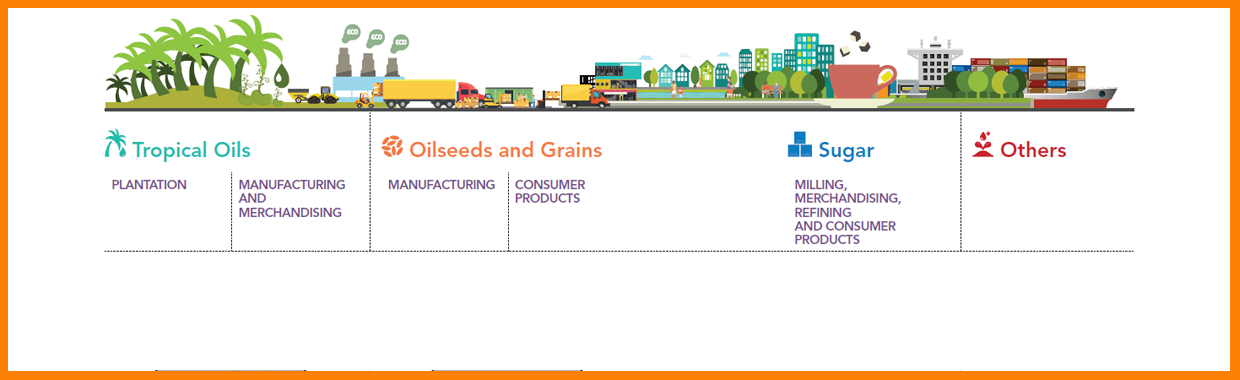 ECO
ECO
ECO
Tropical Oils
PLANTATION
MANUFACTURING
AND
MERCHANDISING
Oilseeds and Grains
MANUFACTURING
CONSUMER
PRODUCTS
Sugar
MILLING,
MERCHANDISING,
REFINING
AND CONSUMER
PRODUCTS
Others